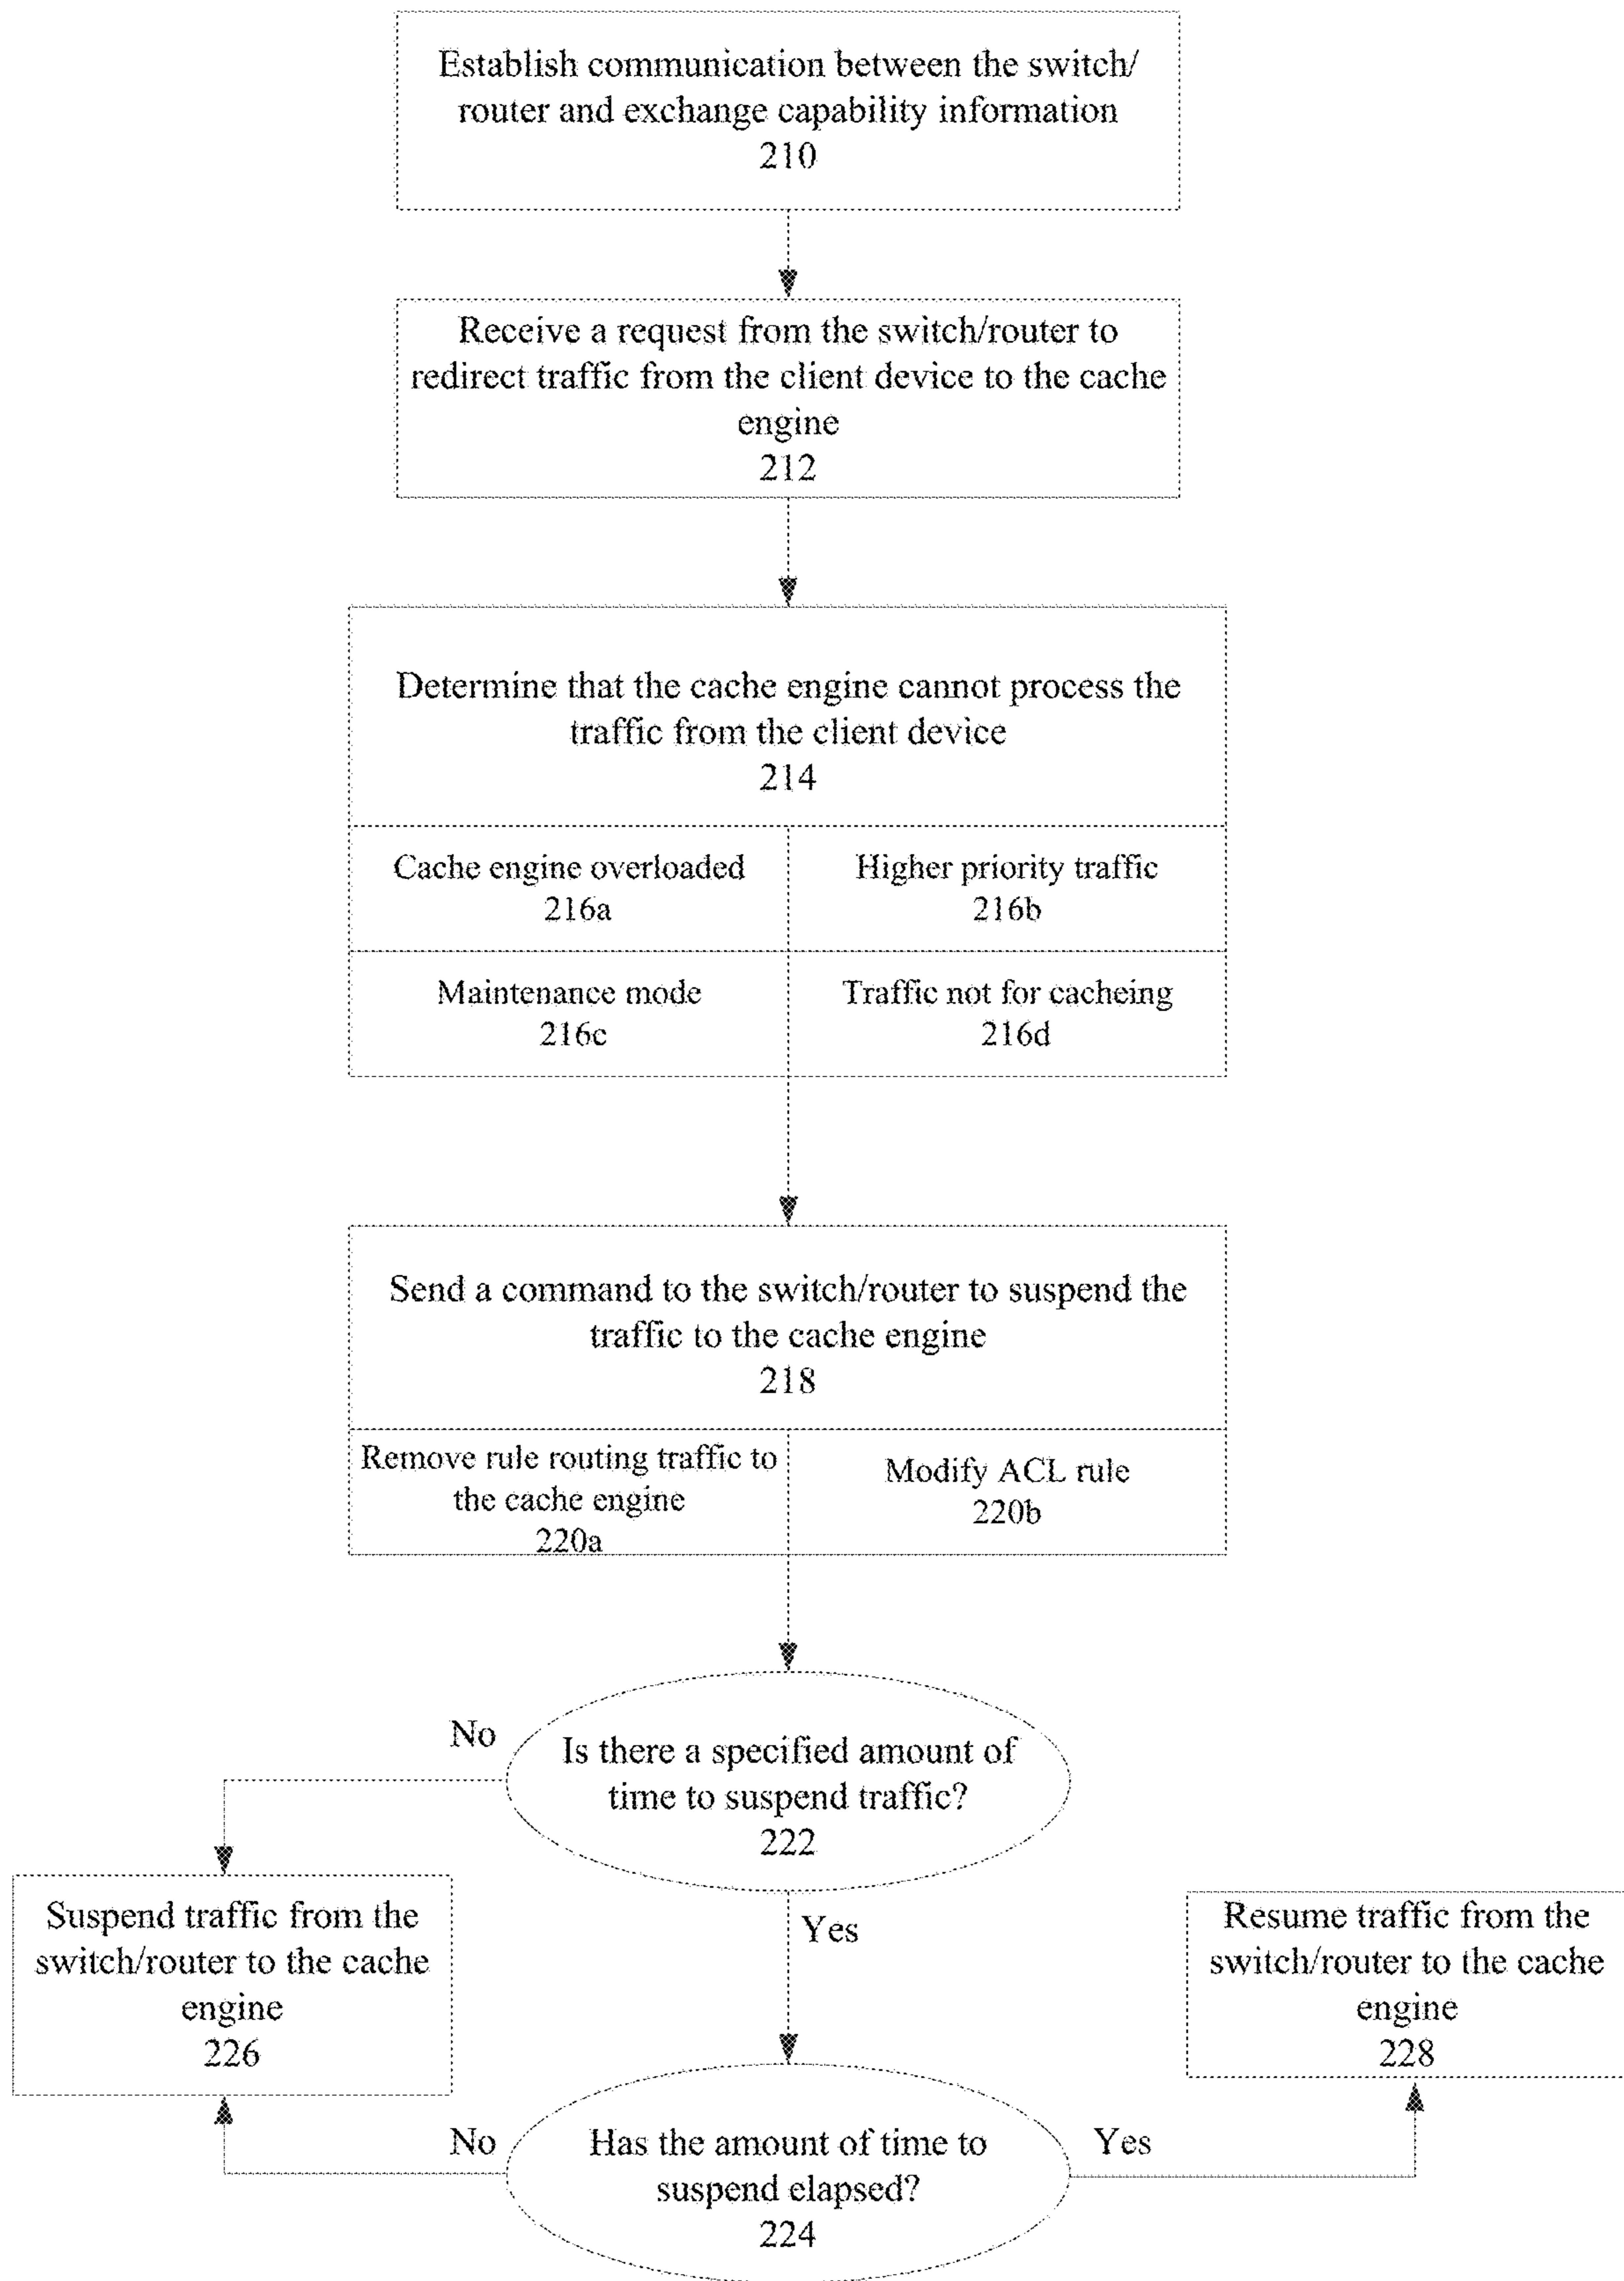 Establish communication between the switch/
router and exchange capability information
210
Receive a request from the switch/router to
redirect traffic from the client device to the cache
engine
212
Determine that the cache engine cannot process the
traffic from the client device
214
Cache engine overloaded
216a
Higher priority traffic
216b
Maintenance mode
216c
Traffic not for cacheing
216d
Send a command to the switch/router to suspend the
traffic to the cache engine
218
Remove rule routing traffic to
the cache engine
220a
Modify ACL rule
220b
No
Is there a specified amount of
time to suspend traffic?
222
Yes
Suspend traffic from the
switch/router to the cache
engine
226
Resume traffic from the
switch/router to the cache
engine
228
No
Has the amount of time to
suspend elapsed?
224
Yes